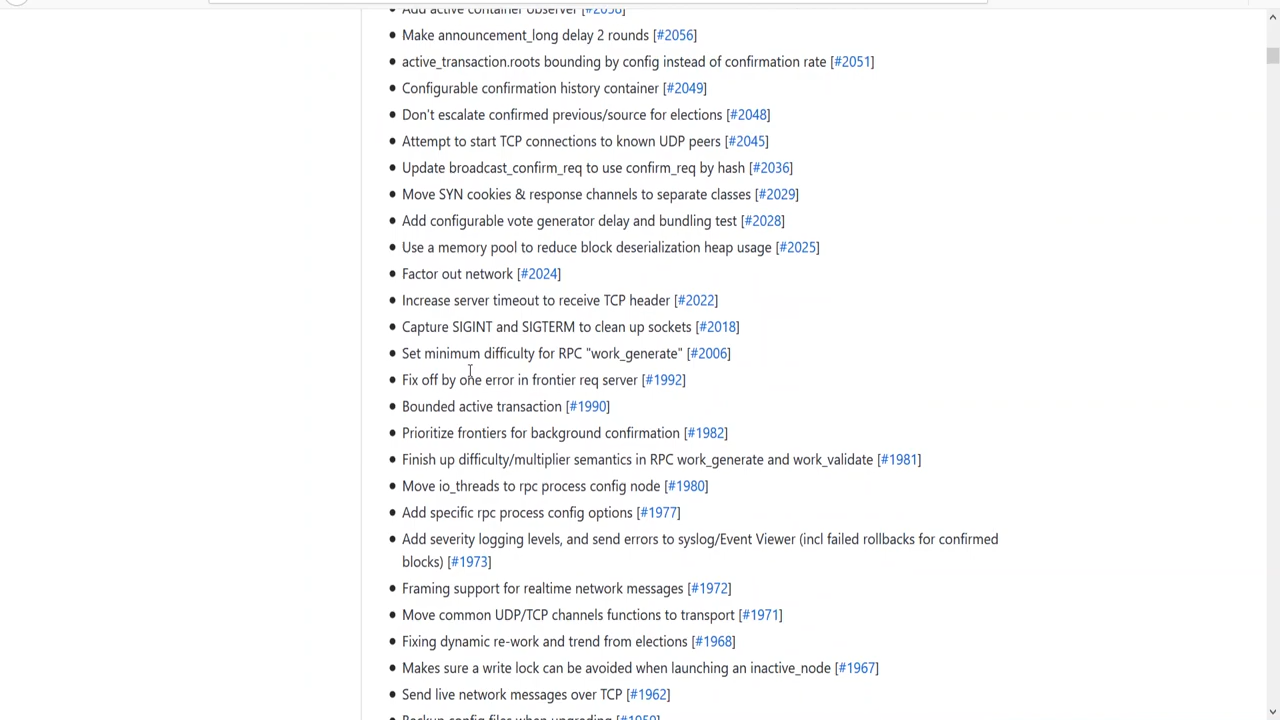 Add active container observer [#2058]
Make announcement_long delay 2 rounds [#2056]
active_transaction.roots bounding by config instead of confirmation rate [#2051]
Configurable confirmation history container [#2049]
Don't escalate confirmed previous/source for elections [#2048]
Attempt to start TCP connections to known UDP peers [#2045]
Update broadcast_confirm_req to use confirm_req by hash [#2036]
Move SYN cookies & response channels to separate classes [#2029]
Add configurable vote generator delay and bundling test [#2028]
Use a memory pool to reduce block deserialization heap usage [#2025]
Factor out network [#2024]
Increase server timeout to receive TCP header [#2022]
Capture SIGINT and SIGTERM to clean up sockets [#2018]
Set minimum difficulty for RPC "work_generate" [#2006]
Fix off by one error in frontier req server [#1992]
Bounded active transaction [#1990]
Prioritize frontiers for background confirmation [#1982]
Finish up difficulty/multiplier semantics in RPC work_generate and work_validate [#1981]
Move io_threads to rpc process config node [#1980]
Add specific rpc process config options [#1977]
Add severity logging levels, and send errors to syslog/Event Viewer (incl failed rollbacks for confirmed
blocks) [#1973]
Framing support for realtime network messages [#1972]
Move common UDP/TCP channels functions to transport [#1971]
Fixing dynamic re-work and trend from elections [#1968]
Makes sure a write lock can be avoided when launching an inactive_node [#1967]
Send live network messages over TCP [#1962]
Backup config files when upgrading [#1959]